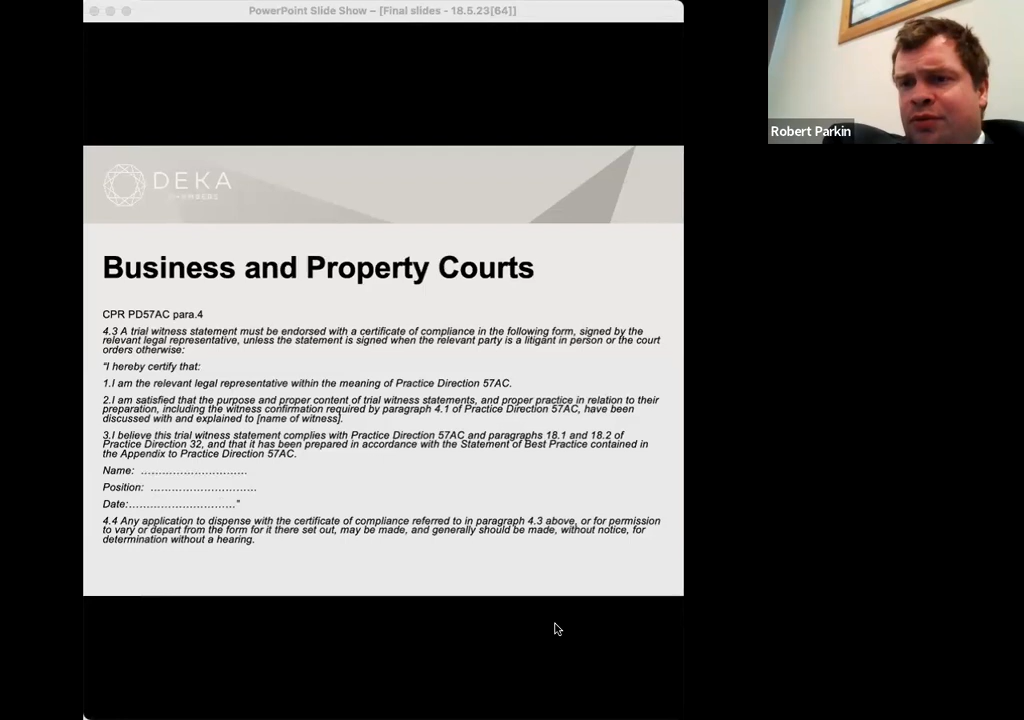 PowerPoint Slide Show – [Final slides - 18.5.23[64]]
Robert Parkin
DEKA
CHAMBERS
Business and Property Courts
CPR PD57AC para.4
4.3 A trial witness statement must be endorsed with a certificate of compliance in the following form, signed by the
relevant legal representative, unless the statement is signed when the relevant party is a litigant in person or the court
orders otherwise:
“I hereby certify that:
1.I am the relevant legal representative within the meaning of Practice Direction 57AC.
2.I am satisfied that the purpose and proper content of trial witness statements, and proper practice in relation to their
preparation, including the witness confirmation required by paragraph 4.1 of Practice Direction 57AC, have been
discussed with and explained to [name of witness].
3.I believe this trial witness statement complies with Practice Direction 57AC and paragraphs 18.1 and 18.2 of
Practice Direction 32, and that it has been prepared in accordance with the Statement of Best Practice contained in
the Appendix to Practice Direction 57AC.
Name: …………………………
Position: …………………………
Date:…………………………”
4.4 Any application to dispense with the certificate of compliance referred to in paragraph 4.3 above, or for permission
to vary or depart from the form for it there set out, may be made, and generally should be made, without notice, for
determination without a hearing.